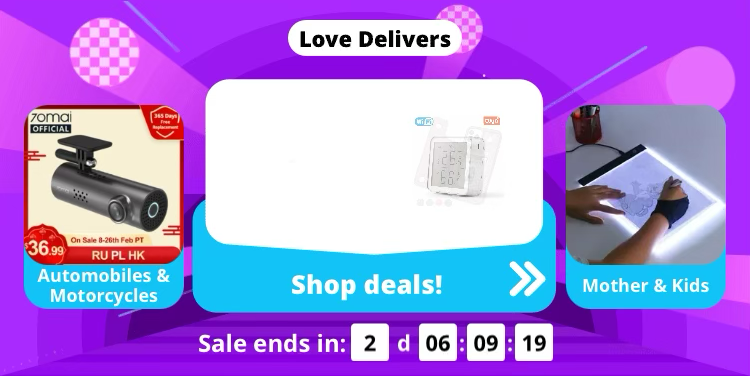 Love Delivers
70mai
OFFICIAL
365 Days
Free
Replacement!
$36.99
On Sale 8-26th Feb PT
RU PL HK
Automobiles &
Motorcycles
Shop deals!
Mother & Kids
Sale ends in: 2 d 06:09:19